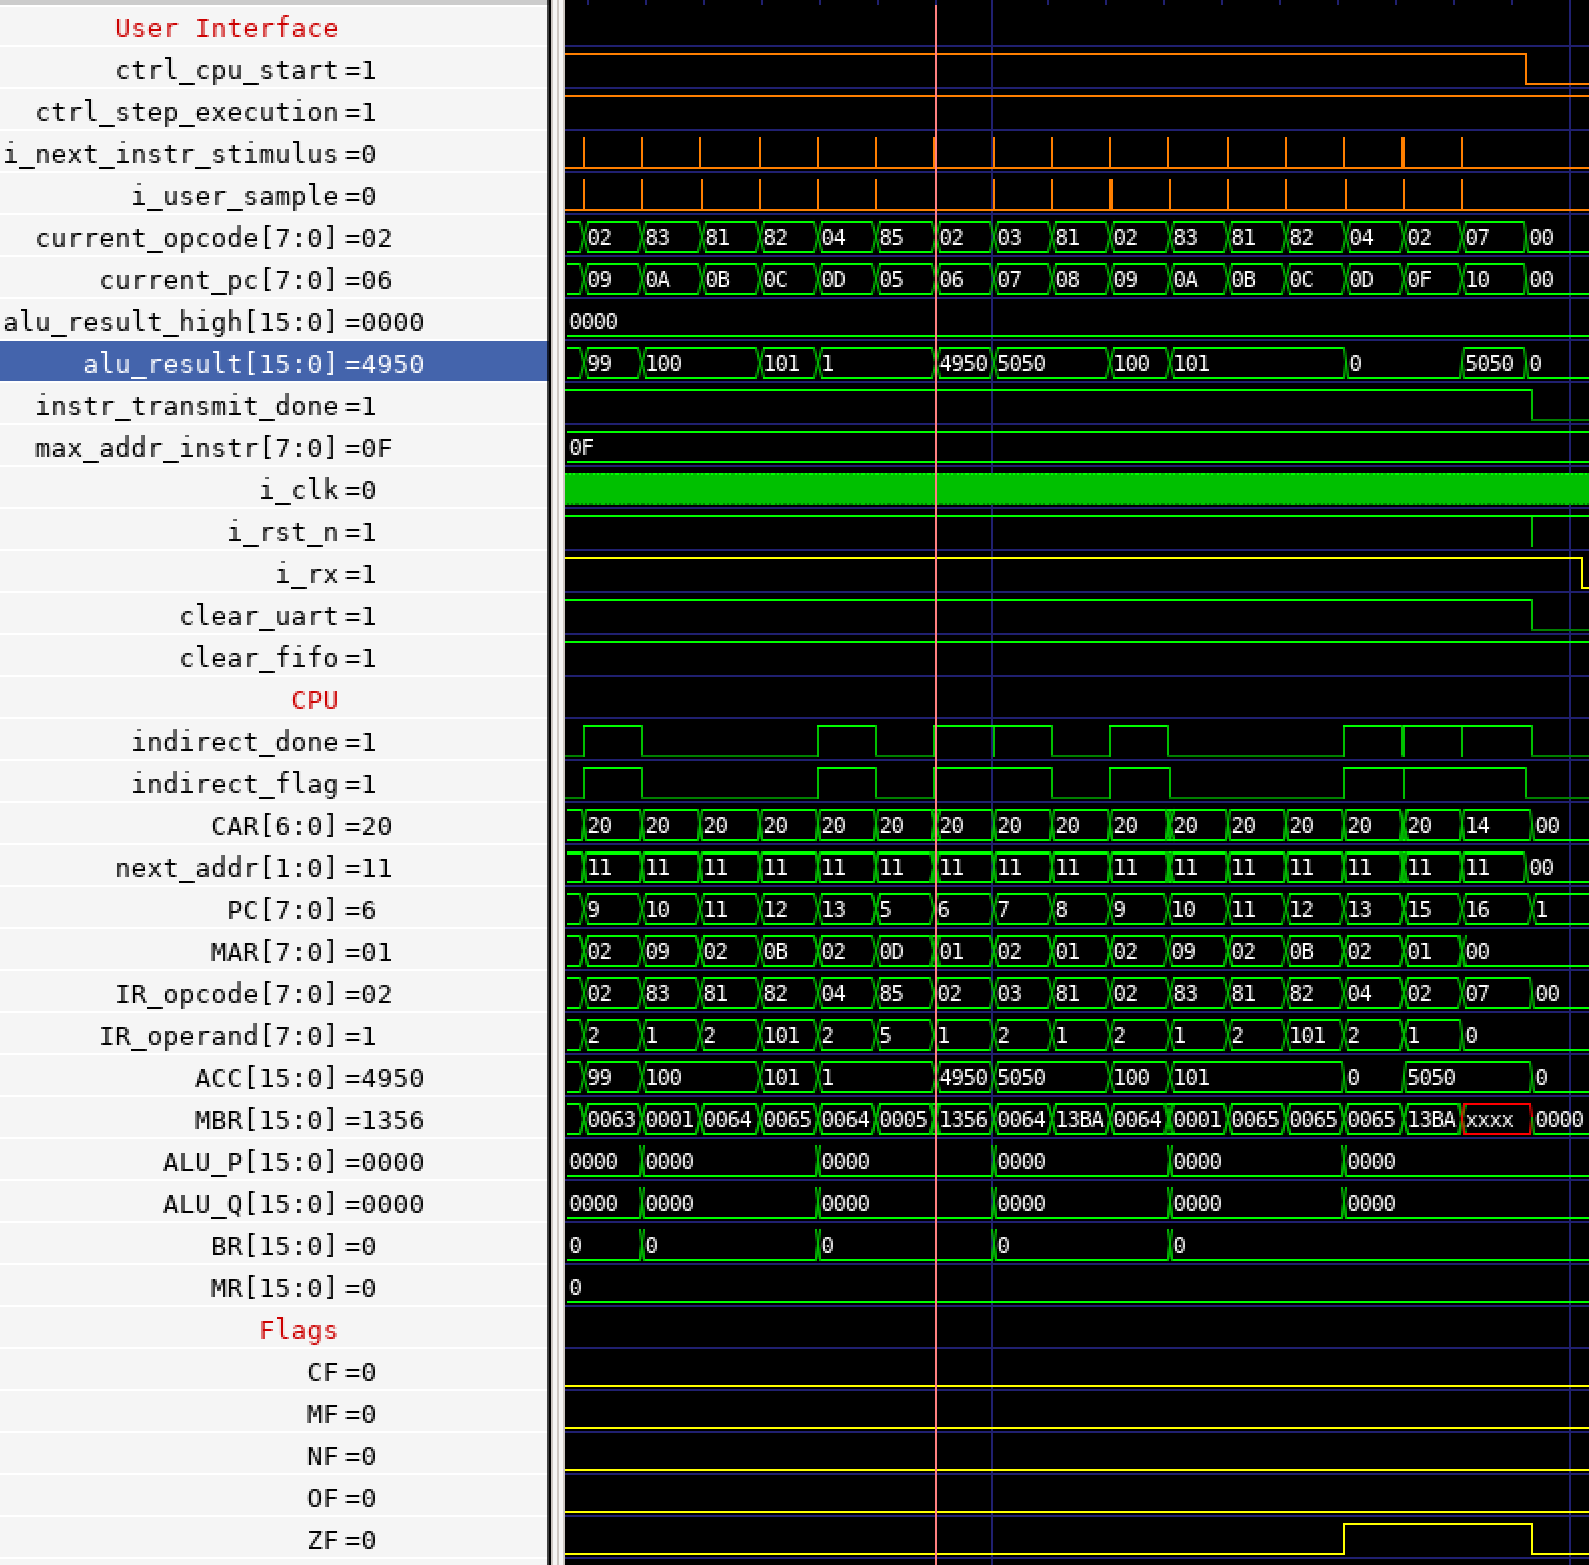 User Interface
ctrl_cpu_start=1
ctrl_step_execution=1
i_next_instr_stimulus=0
i_user_sample=0
current_opcode[7:0]=02 02 83 81 82 04 85 02 03 81 02 83 81 82 04 02 07 00
current_pc[7:0]=06 09 0A 0B 0C 0D 05 06 07 08 09 0A 0B 0C 0D 0F 10 00
alu_result_high[15:0]=0000 0000
alu_result[15:0]=4950 99 100 101 1 4950 5050 100 101 0 5050 0
instr_transmit_done=1
max_addr_instr[7:0]=0F 0F
i_clk=0
i_rst_n=1
i_rx=1
clear_uart=1
clear_fifo=1
CPU
indirect_done=1
indirect_flag=1
CAR[6:0]=20 20 20 20 20 20 20 20 20 20 20 20 20 20 20 20 14 00
next_addr[1:0]=11 11 11 11 11 11 11 11 11 11 11 11 11 11 11 11 11 00
PC[7:0]=6 9 10 11 12 13 5 6 7 8 9 10 11 12 13 15 16 1
MAR[7:0]=01 02 09 02 0B 02 0D 01 02 01 02 09 02 0B 02 01 00
IR_opcode[7:0]=02 02 83 81 82 04 85 02 03 81 02 83 81 82 04 02 07 00
IR_operand[7:0]=1 2 1 2 101 2 5 1 2 1 2 1 2 101 2 1 0
ACC[15:0]=4950 99 100 101 1 4950 5050 100 101 0 5050 0
MBR[15:0]=1356 0063 0001 0064 0065 0064 0005 1356 0064 13BA 0064 0001 0065 0065 0065 13BA xxxx 0000
ALU_P[15:0]=0000 0000 0000 0000 0000 0000 0000
ALU_Q[15:0]=0000 0000 0000 0000 0000 0000 0000
BR[15:0]=0 0 0 0 0 0
MR[15:0]=0 0
Flags
CF=0
MF=0
NF=0
OF=0
ZF=0